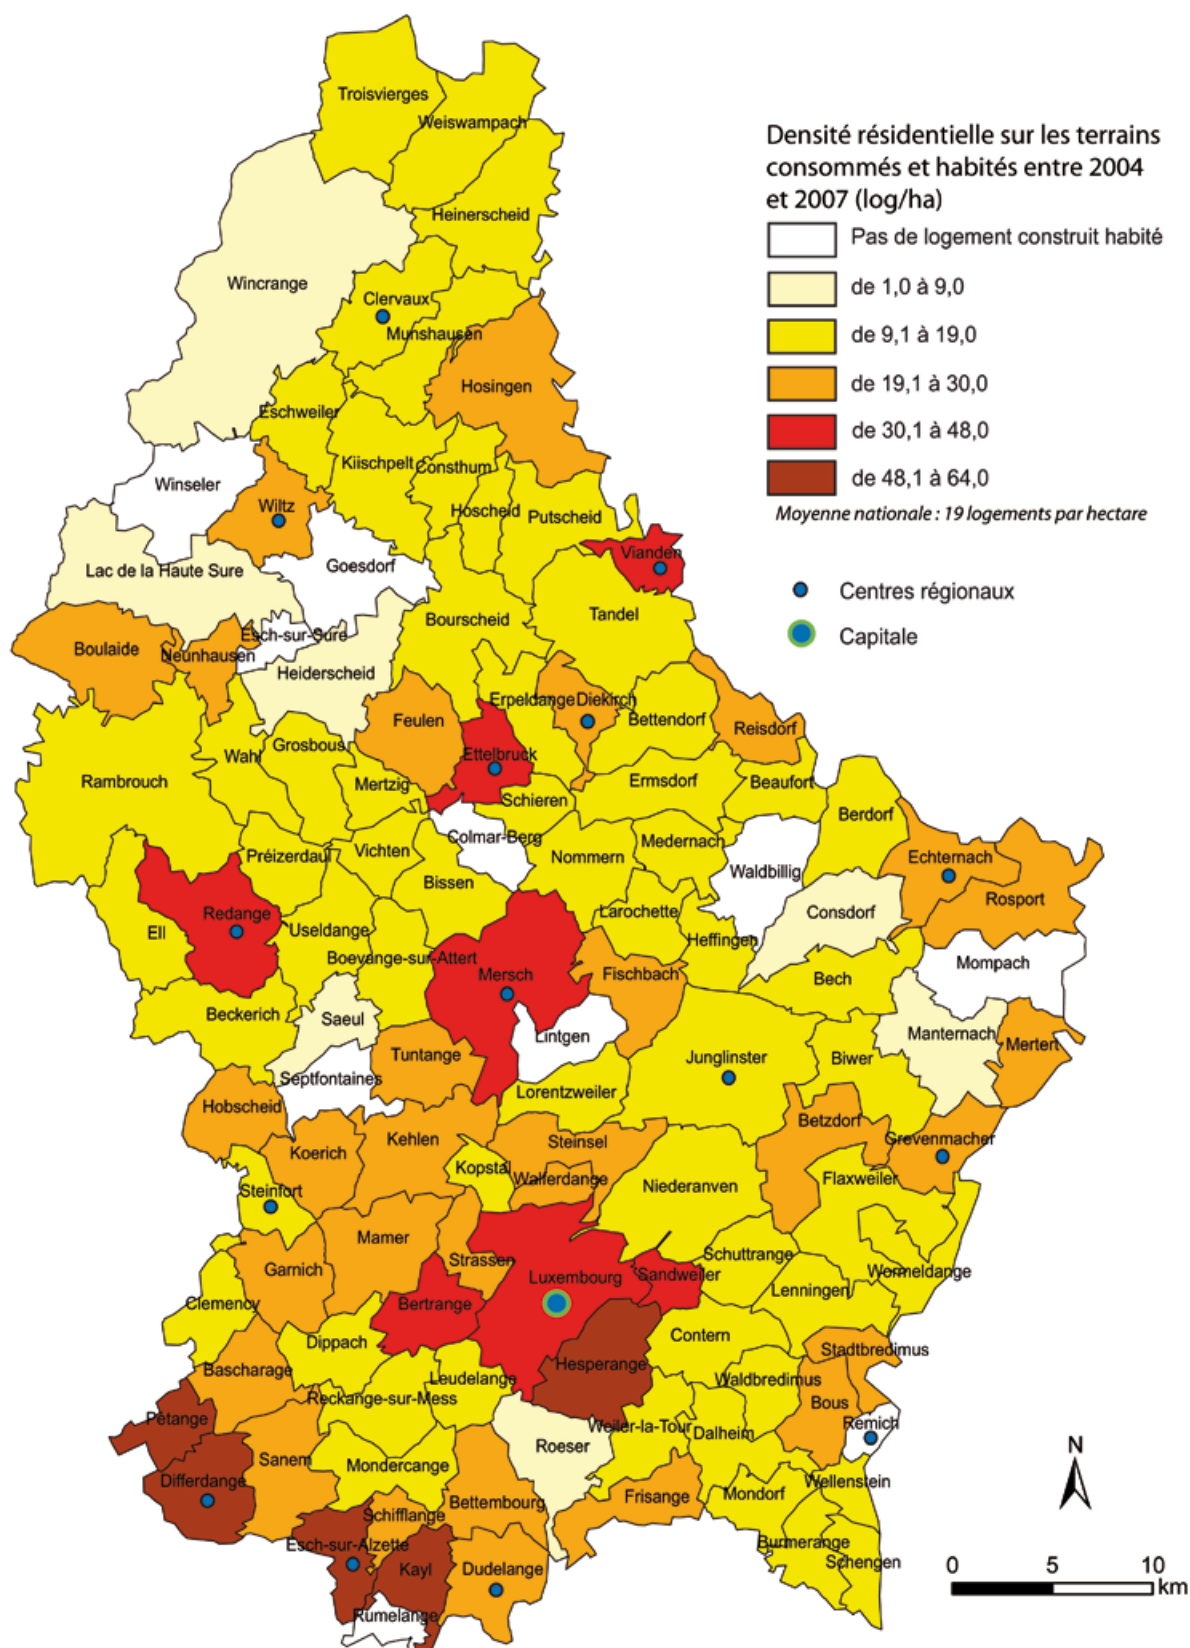 Troisvierges
Weiswampach
Densité résidentielle sur les terrains
consommés et habités entre 2004
et 2007 (log/ha)
Pas de logement construit habité
de 1,0 à 9,0
de 9,1 à 19,0
de 19,1 à 30,0
de 30,1 à 48,0
de 48,1 à 64,0
Moyenne nationale : 19 logements par hectare
Centres régionaux
Capitale
Heinerscheid
Wincrange
Clervaux
Munshausen
Hosingen
Eschweiler
Kiischpelt
Consthum
Winseler
Wiltz
Hoscheid
Putscheid
Vianden
Goesdorf
Lac de la Haute Sure
Tandel
Bourscheid
Esch-sur-Sure
Boulaide
Neunhausen
Heiderscheid
Erpeldange
Diekirch
Feulen
Bettendorf
Reisdorf
Grosbous
Wahl
Ettelbruck
Rambrouch
Mertzig
Ermsdorf
Beaufort
Schieren
Berdorf
Colmar-Berg
Medernach
Préizerdaul
Vichten
Nommern
Echternach
Waldbillig
Bissen
Rosport
Redange
Larochette
Consdorf
Ell
Useldange
Heffingen
Boevange-sur-Attert
Mompach
Mersch
Fischbach
Bech
Beckerich
Saeul
Lintgen
Manternach
Mertert
Tuntange
Junglinster
Biwer
Septfontaines
Lorentzweiler
Hobscheid
Betzdorf
Kehlen
Steinsel
Grevenmacher
Koerich
Kopstal
Walferdange
Flaxweiler
Niederanven
Steinfort
Mamer
Schuttrange
Strassen
Garnich
Luxembourg
Sandweiler
Wormeldange
Lenningen
Clemency
Bertrange
Contern
Dippach
Stadtbredimus
Hesperange
Bascharage
Leudelange
Waldbredimus
Reckange-sur-Mess
Bous
Pétange
Remich
Weiler-la-Tour
Dalheim
Roeser
Sanem
Mondercange
Differdange
Wellenstein
Mondorf
Frisange
Bettembourg
Schifflange
Esch-sur-Alzette
Burmerange
Schengen
Kayl
Dudelange
Rumelange
N
0 5 10
km